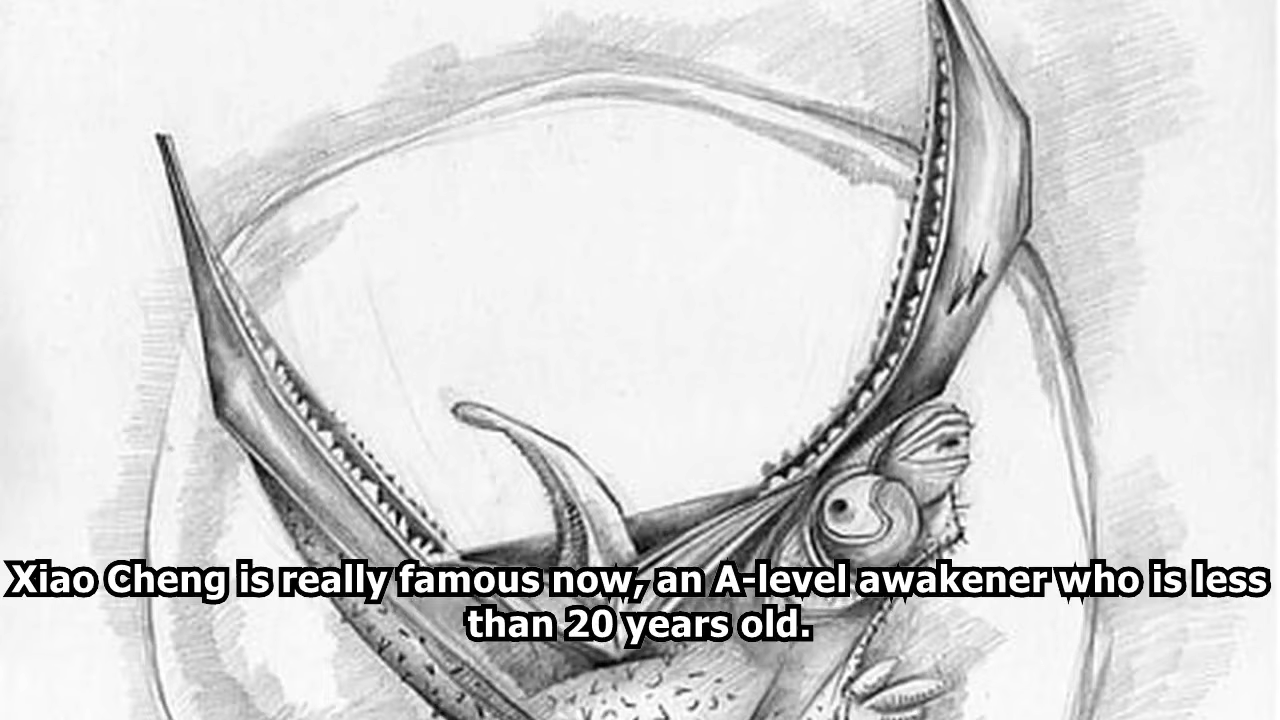 Xiao Cheng is really famous now, an A-level awakener who is less
than 20 years old.